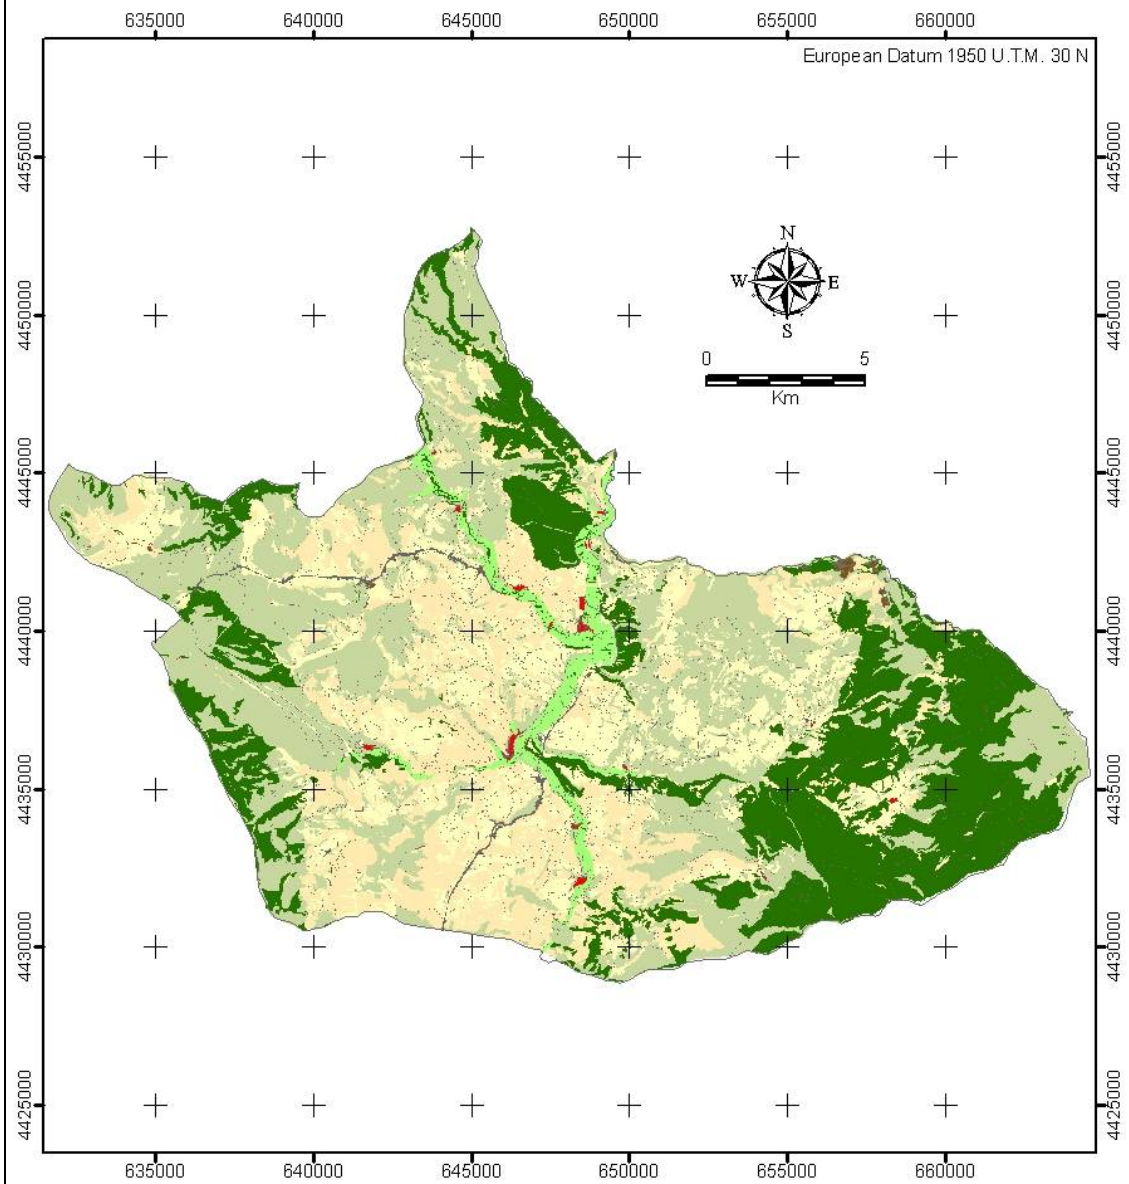 635000 640000 645000 650000 655000 660000
European Datum 1950 U.T.M. 30 N
4455000 4455000
N
W E
S
4450000 4450000
0 5
Km
4445000 4445000
4440000 4440000
4435000 4435000
4430000 4430000
4425000 4425000
635000 640000 645000 650000 655000 660000